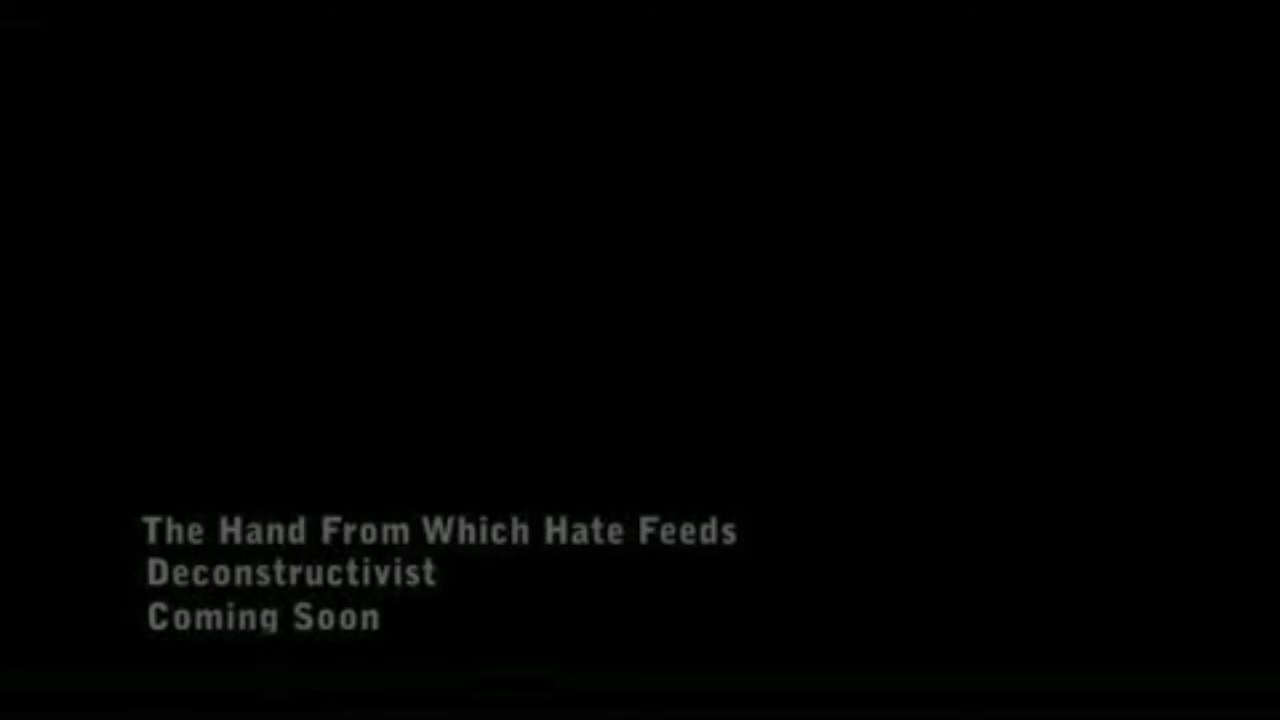 The Hand From Which Hate Feeds
Deconstructivist
Coming Soon